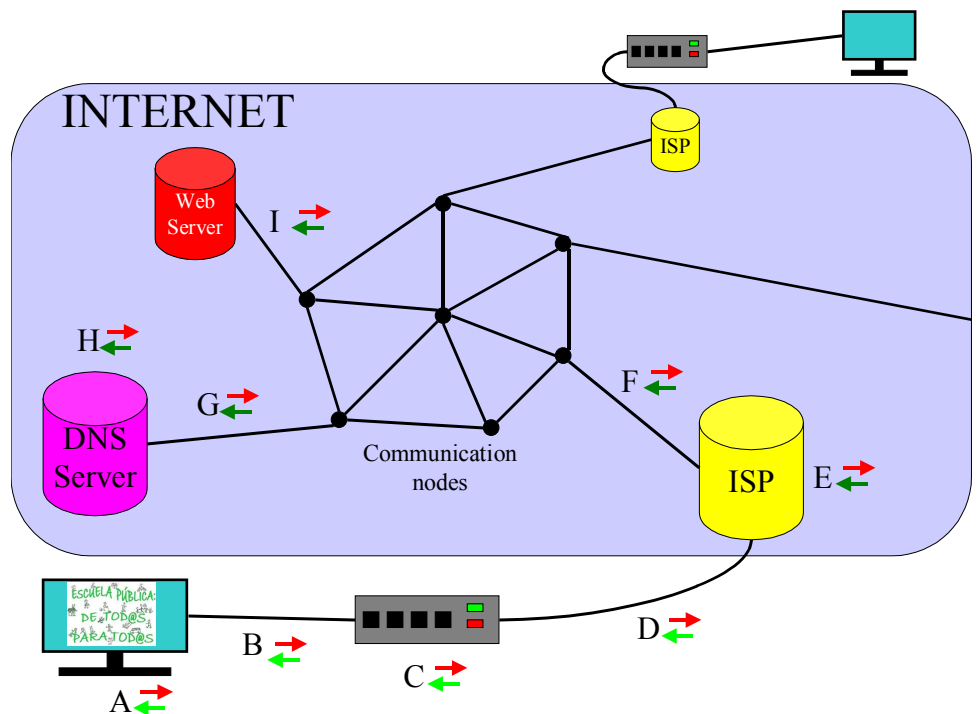 INTERNET
ISP
Web
Server
I
H
F
G
DNS
Server
Communication
nodes
ISP
E
ESCUELA PÚBLICA:
DE TOD@S
PARA TOD@S
B
D
C
A